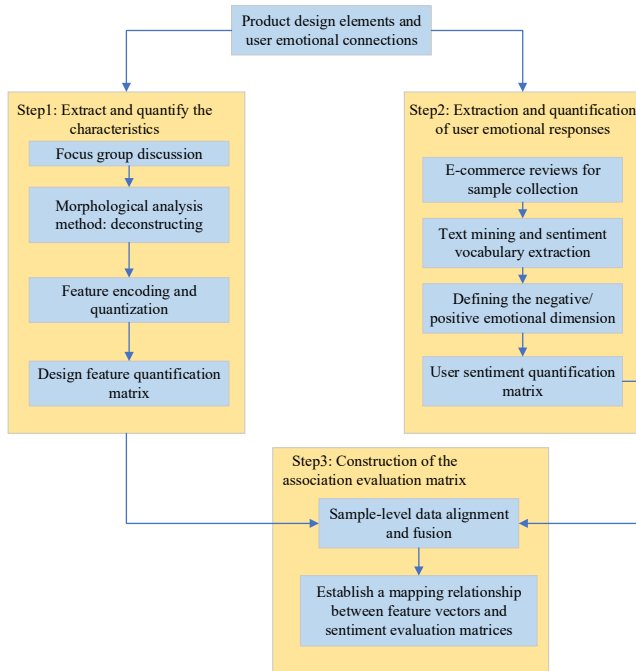 Product design elements and
user emotional connections
Step1: Extract and quantify the
characteristics
Focus group discussion
Morphological analysis
method: deconstructing
Feature encoding and
quantization
Design feature quantification
matrix
Step2: Extraction and quantification
of user emotional responses
E-commerce reviews for
sample collection
Text mining and sentiment
vocabulary extraction
Defining the negative/
positive emotional dimension
User sentiment quantification
matrix
Step3: Construction of the
association evaluation matrix
Sample-level data alignment
and fusion
Establish a mapping relationship
between feature vectors and
sentiment evaluation matrices